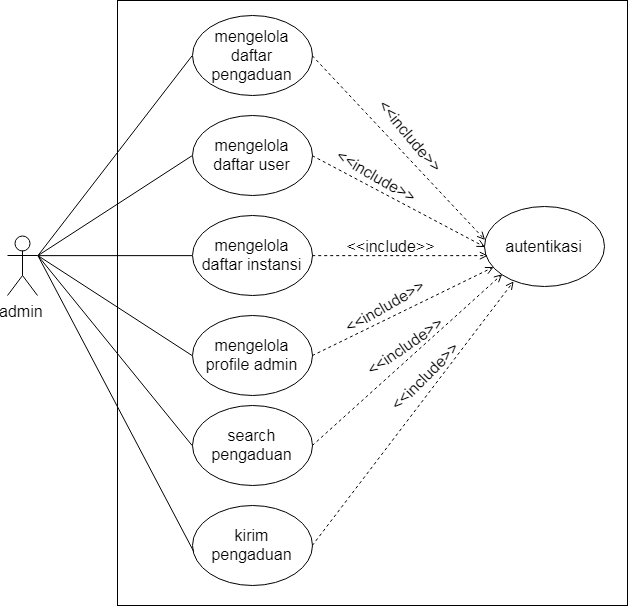 mengelola
daftar
pengaduan
<<include>>
mengelola
daftar user
<<include>>
mengelola
daftar instansi
<<include>>
autentikasi
admin
mengelola
profile admin
<<include>>
search
pengaduan
<<include>>
kirim
pengaduan
<<include>>